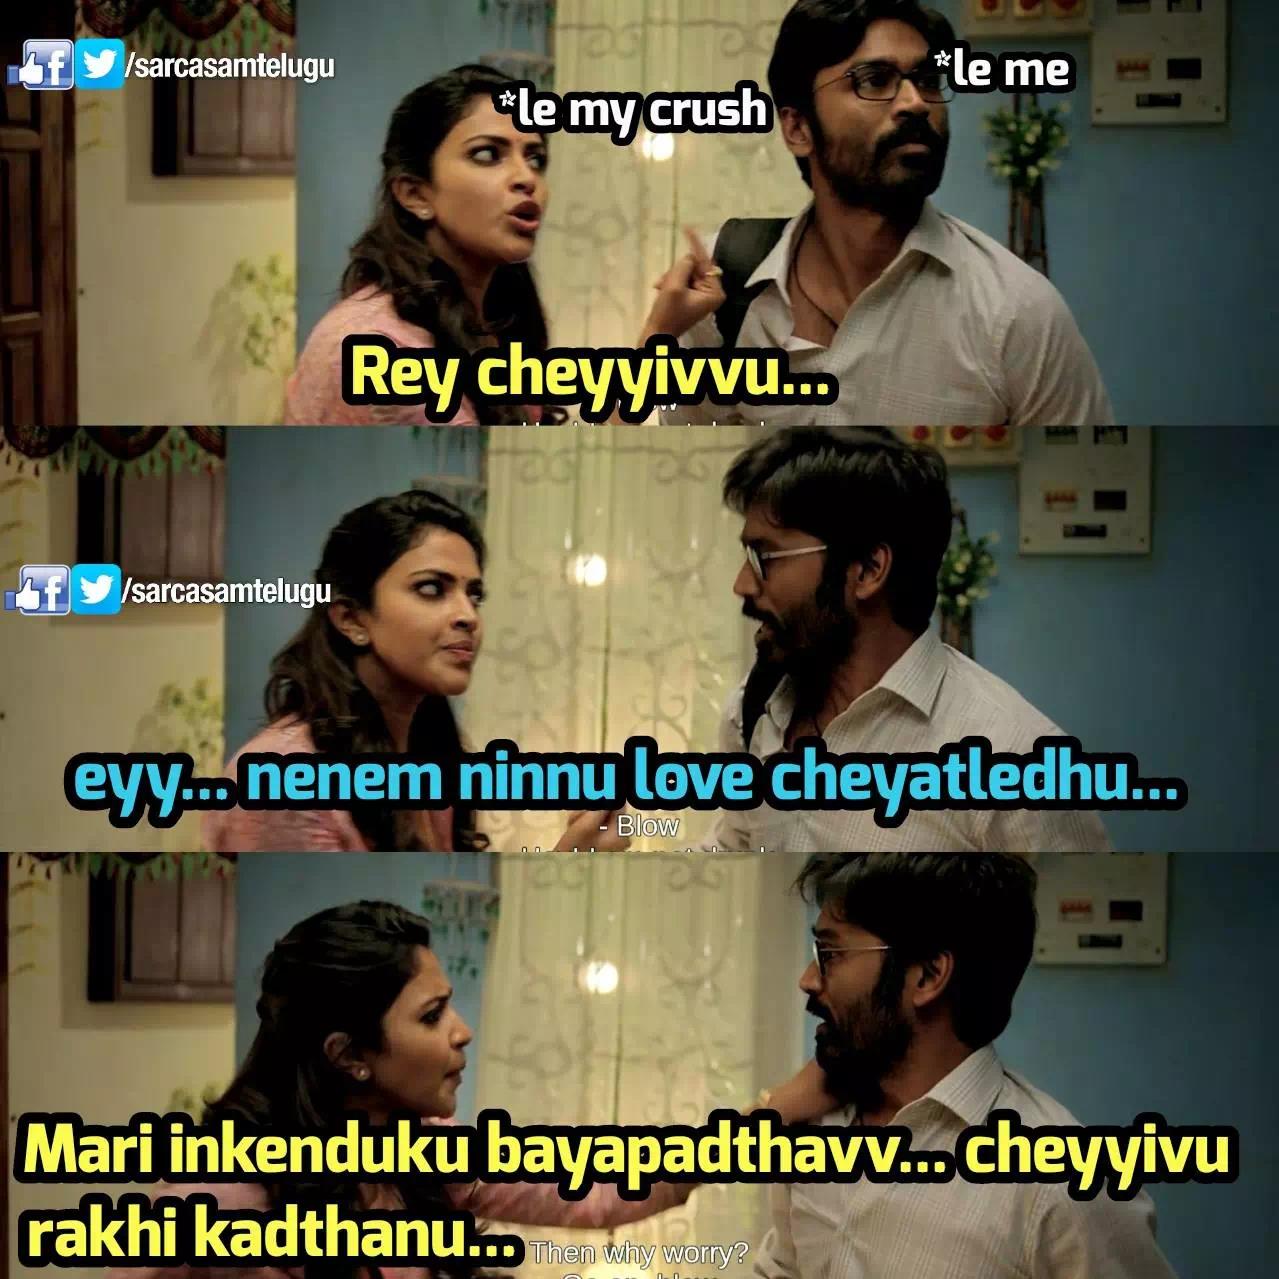 /sarcasamtelugu
*le me
*le my crush
Rey cheyyivvu...
/sarcasamtelugu
eyy... nenem ninnu love cheyatledhu...
- Blow
Mari inkenduku bayapadthavv... cheyyivu
rakhi kadthanu...
Then why worry?